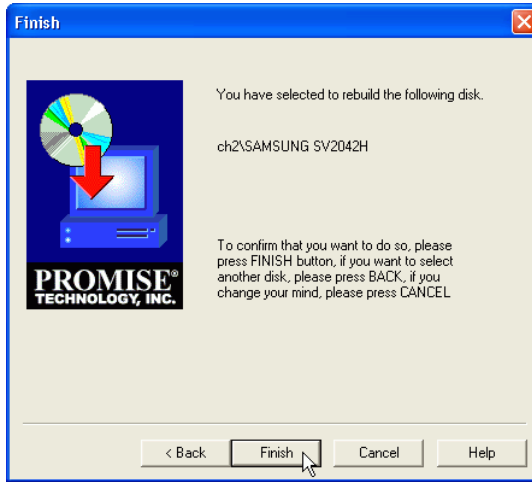 Finish
You have selected to rebuild the following disk.
ch2\SAMSUNG SV2042H
To confirm that you want to do so, please
press FINISH button, if you want to select
another disk, please press BACK, if you
change your mind, please press CANCEL
PROMISE®
TECHNOLOGY, INC.
< Back
Finish
Cancel
Help